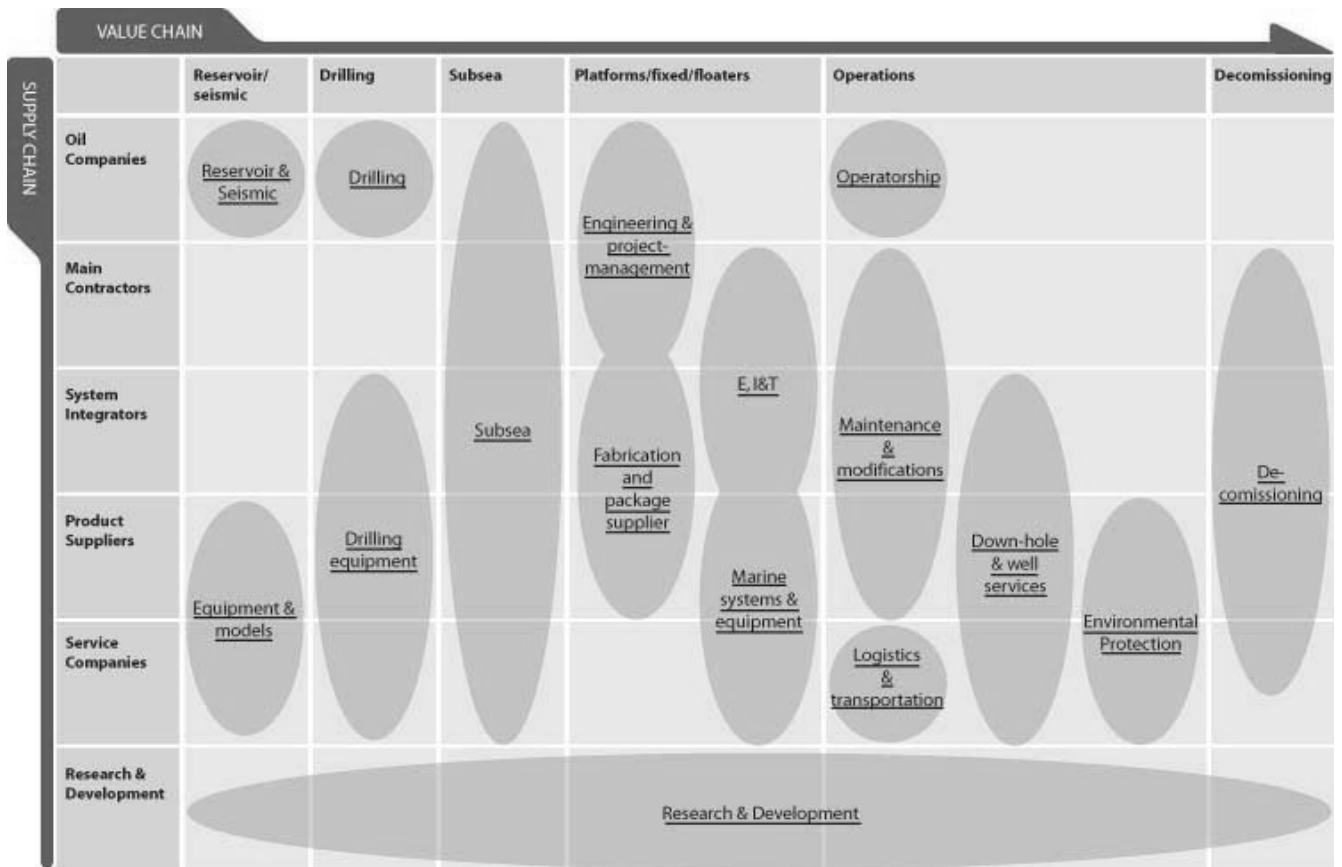 VALUE CHAIN
SUPPLY CHAIN
Reservoir/
seismic
Drilling
Subsea
Platforms/fixed/floaters
Operations
Decomissioning
Oil
Companies
Reservoir &
Seismic
Drilling
Operatorship
Engineering &
project-
management
Main
Contractors
System
Integrators
E, I&T
Subsea
Maintenance
&
modifications
Fabrication
and
package
supplier
De-
comissioning
Product
Suppliers
Drilling
equipment
Down-hole
& well
services
Marine
systems &
equipment
Equipment &
models
Environmental
Protection
Service
Companies
Logistics
&
transportation
Research &
Development
Research & Development